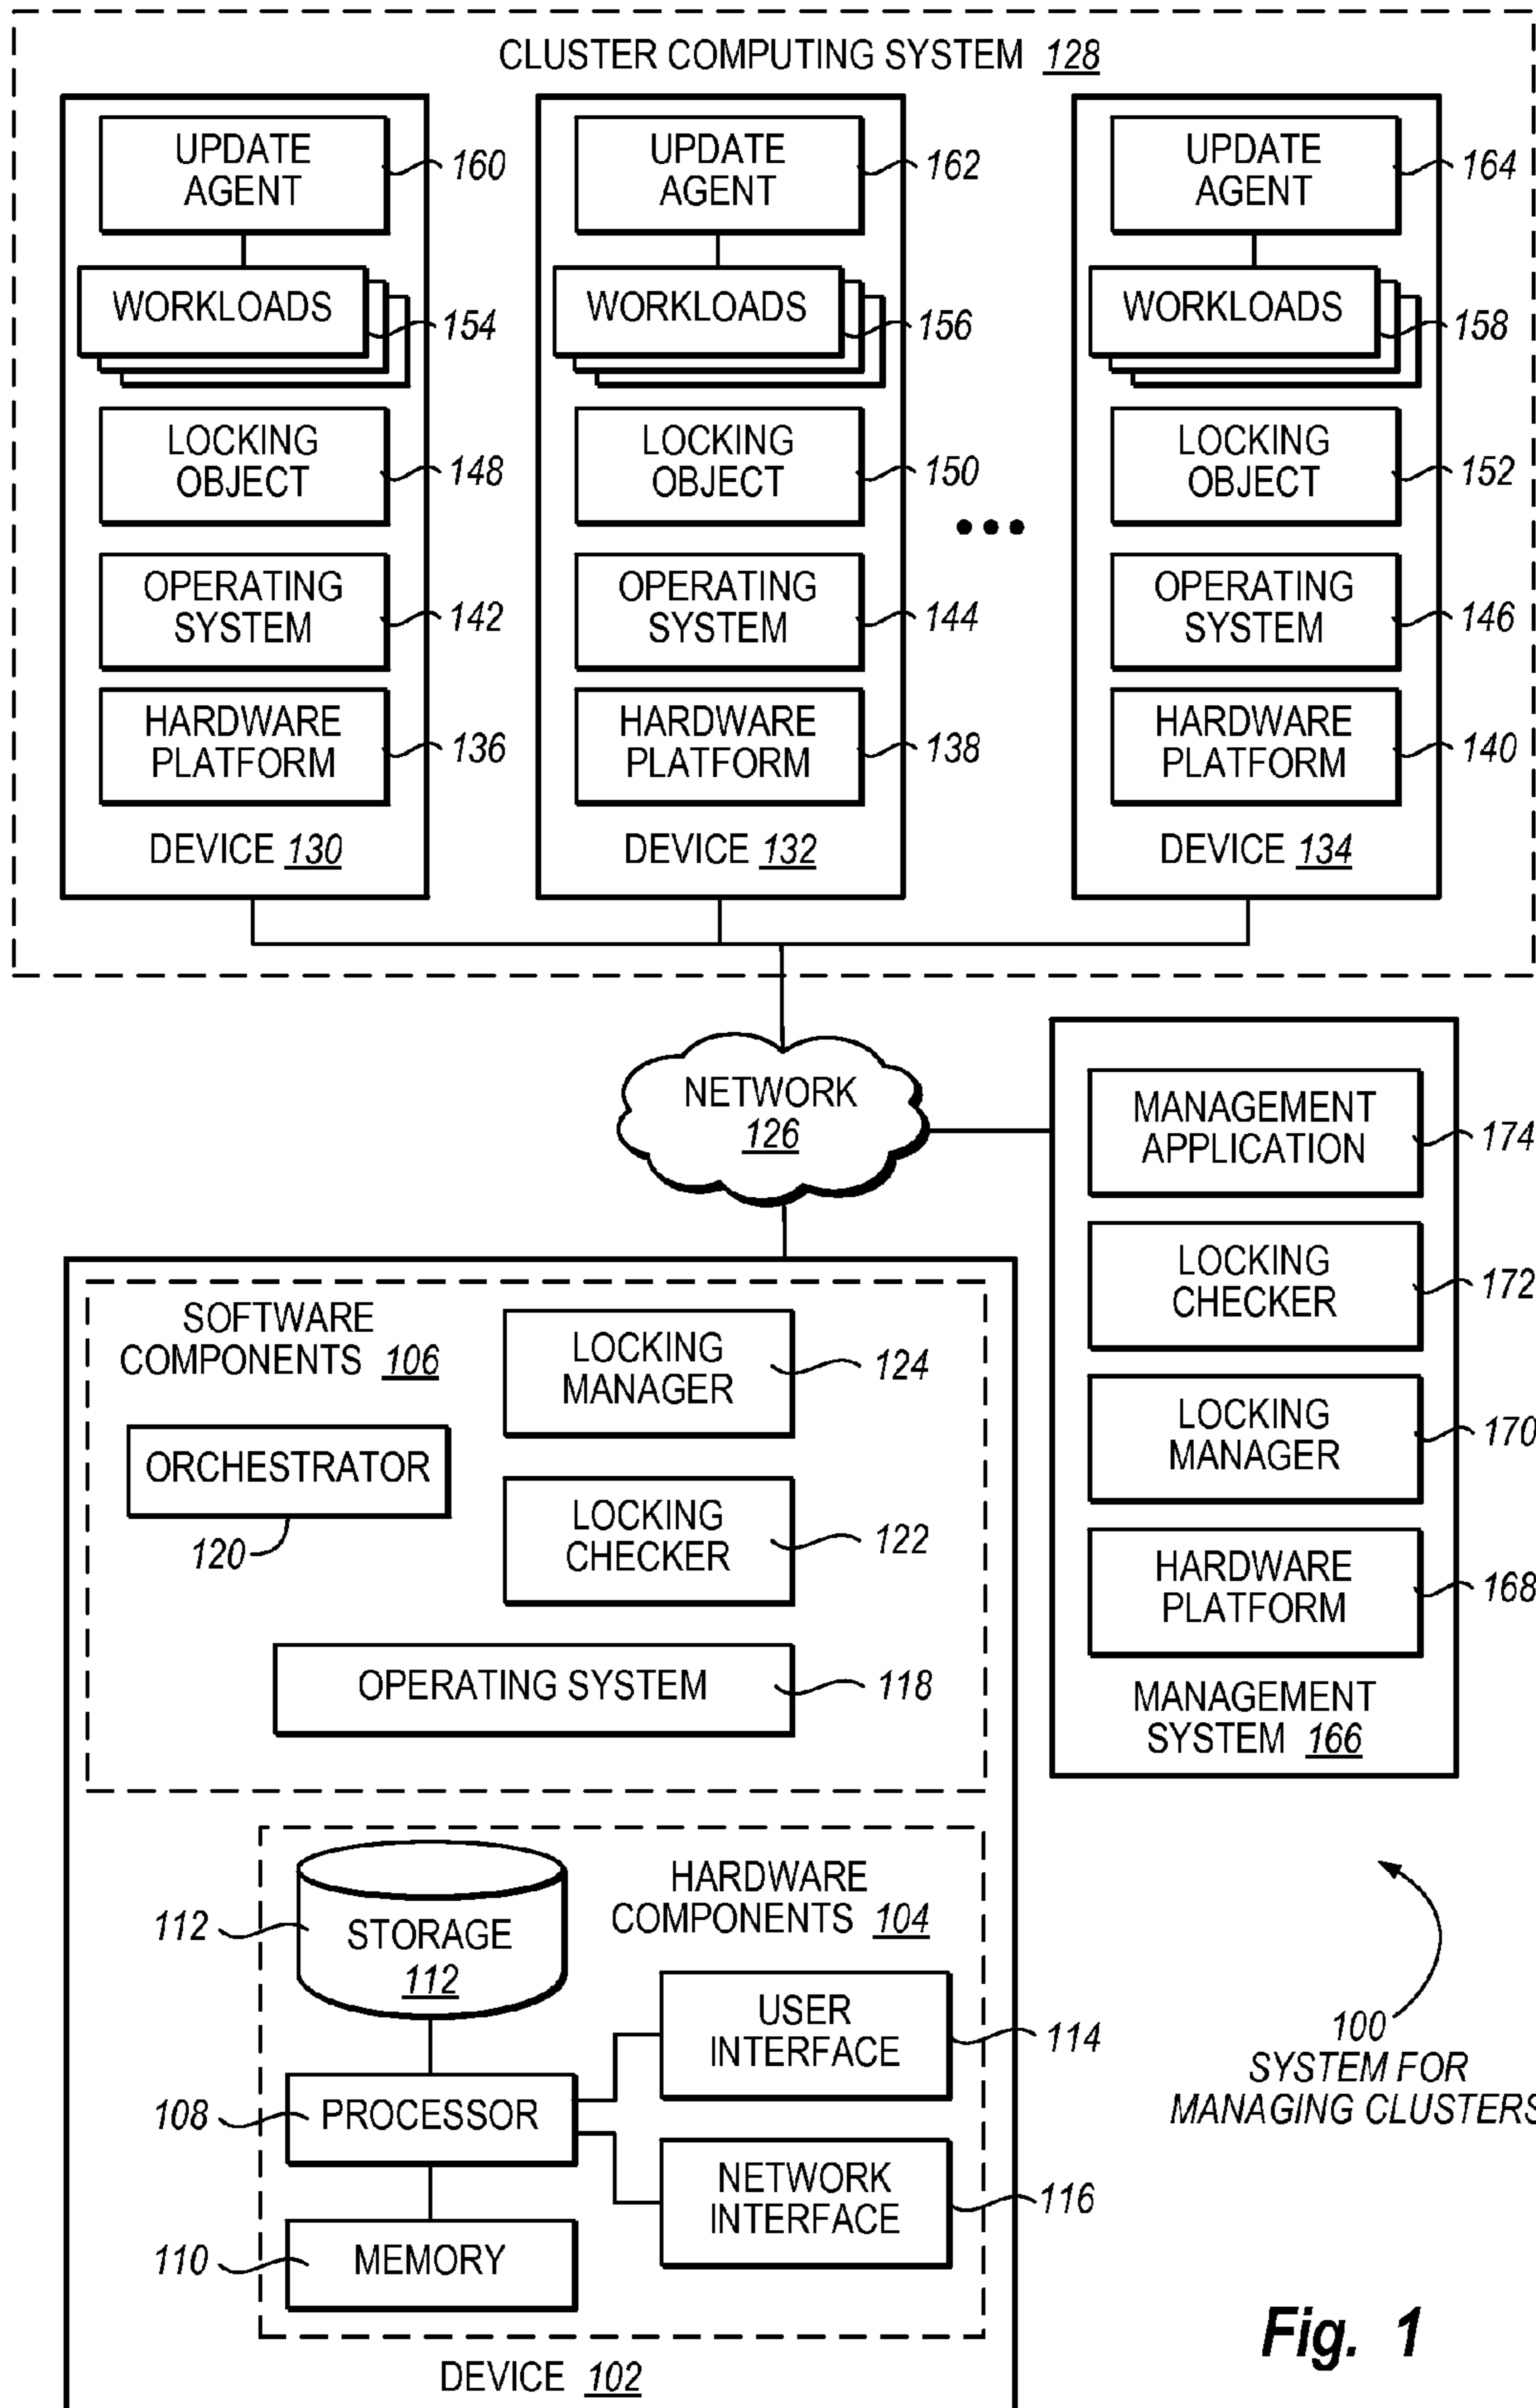 CLUSTER COMPUTING SYSTEM 128
UPDATE
AGENT
160
WORKLOADS
154
LOCKING
OBJECT
148
OPERATING
SYSTEM
142
HARDWARE
PLATFORM
136
DEVICE 130
UPDATE
AGENT
162
WORKLOADS
156
LOCKING
OBJECT
150
OPERATING
SYSTEM
144
HARDWARE
PLATFORM
138
DEVICE 132
UPDATE
AGENT
164
WORKLOADS
158
LOCKING
OBJECT
152
OPERATING
SYSTEM
146
HARDWARE
PLATFORM
140
DEVICE 134
NETWORK
126
MANAGEMENT
APPLICATION
174
LOCKING
CHECKER
172
LOCKING
MANAGER
170
HARDWARE
PLATFORM
168
MANAGEMENT
SYSTEM 166
SOFTWARE
COMPONENTS 106
LOCKING
MANAGER
124
ORCHESTRATOR
120
LOCKING
CHECKER
122
OPERATING SYSTEM
118
HARDWARE
COMPONENTS 104
112
STORAGE
112
USER
INTERFACE
114
108
PROCESSOR
NETWORK
INTERFACE
116
110
MEMORY
DEVICE 102
100
SYSTEM FOR
MANAGING CLUSTERS
Fig. 1